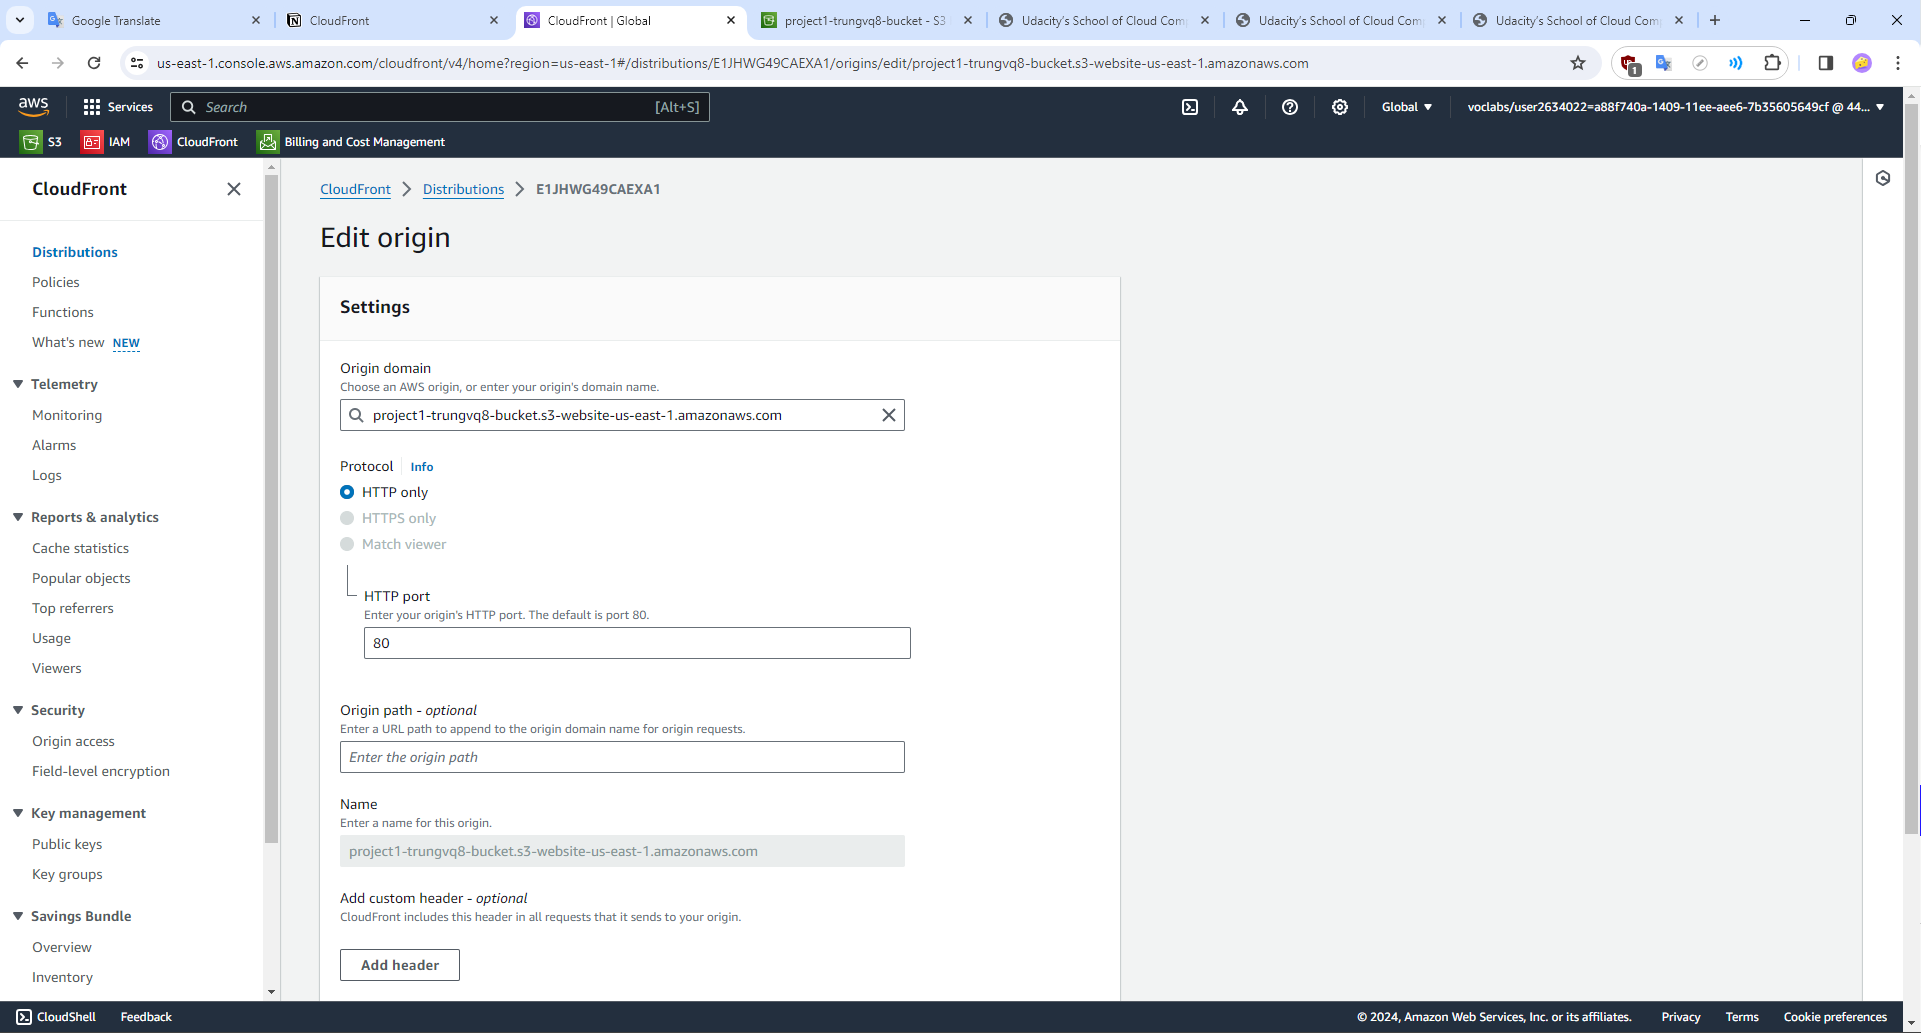 Google Translate
CloudFront
CloudFront | Global
project1-trungvq8-bucket - S3
Udacity's School of Cloud Com
Udacity's School of Cloud Com
Udacity's School of Cloud Com
us-east-1.console.aws.amazon.com/cloudfront/v4/home?region=us-east-1#/distributions/E1JHWG49CAEXA1/origins/edit/project1-trungvq8-bucket.s3-website-us-east-1.amazonaws.com
1
aws
Services
Search
[Alt+S]
Global
voclabs/user2634022=a88f740a-1409-11ee-aee6-7b35605649cf @ 44...
S3
IAM
CloudFront
Billing and Cost Management
CloudFront
Distributions
Policies
Functions
What's new NEW
Telemetry
Monitoring
Alarms
Logs
Reports & analytics
Cache statistics
Popular objects
Top referrers
Usage
Viewers
Security
Origin access
Field-level encryption
Key management
Public keys
Key groups
Savings Bundle
Overview
Inventory
CloudFront
Distributions
E1JHWG49CAEXA1
Edit origin
Settings
Origin domain
Choose an AWS origin, or enter your origin's domain name.
project1-trungvq8-bucket.s3-website-us-east-1.amazonaws.com
Protocol
Info
HTTP only
HTTPS only
Match viewer
HTTP port
Enter your origin's HTTP port. The default is port 80.
80
Origin path - optional
Enter a URL path to append to the origin domain name for origin requests.
Enter the origin path
Name
Enter a name for this origin.
project1-trungvq8-bucket.s3-website-us-east-1.amazonaws.com
Add custom header - optional
CloudFront includes this header in all requests that it sends to your origin.
Add header
CloudShell
Feedback
© 2024, Amazon Web Services, Inc. or its affiliates.
Privacy
Terms
Cookie preferences